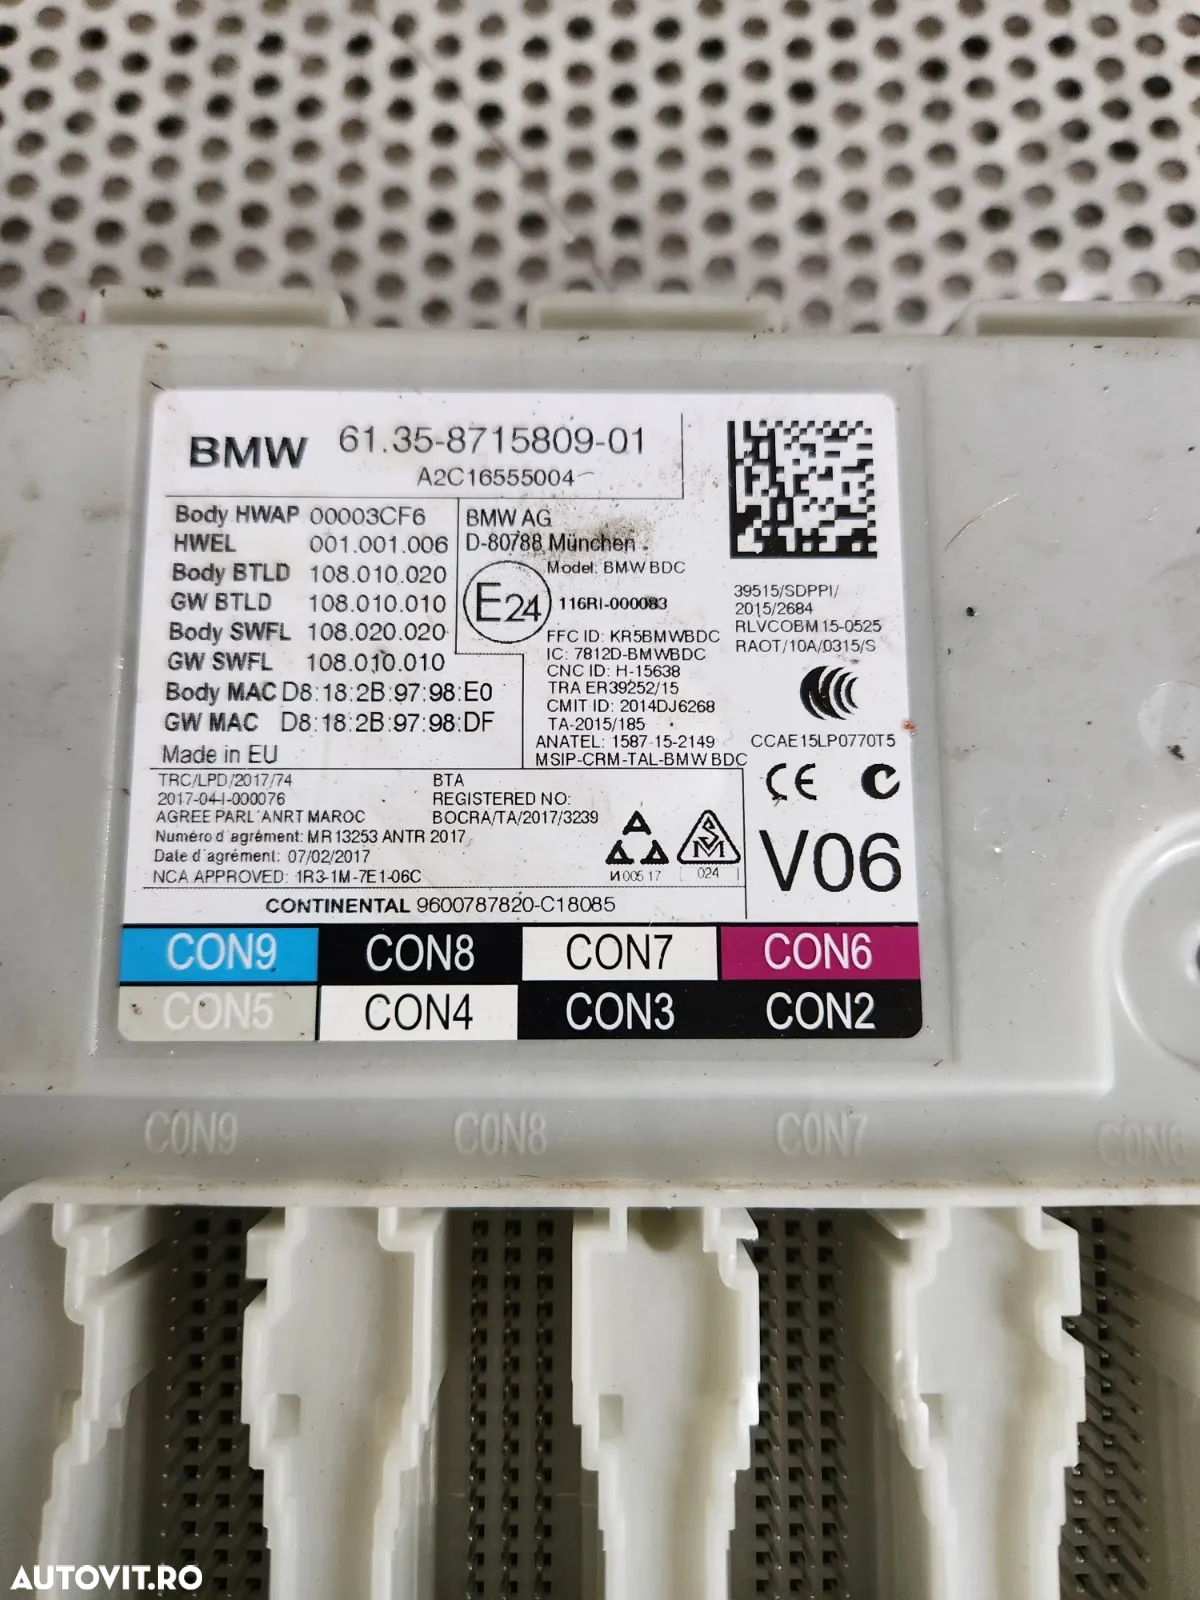 BMW 61.35-8715809-01
A2C16555004
Body HWAP 00003CF6
HWEL 001.001.006
Body BTLD 108.010.020
GW BTLD 108.010.010
Body SWFL 108.020.020
GW SWFL 108.010.010
Body MAC D8:18:2B:97:98:E0
GW MAC D8:18:2B:97:98:DF
Made in EU
BMW AG
D-80788 München
Model: BMW BDC
E24 116RI-000083
FFC ID: KR5BMWBDC
IC: 7812D-BMWBDC
CNC ID: H-15638
TRA ER39252/15
CMIT ID: 2014DJ6268
TA-2015/185
ANATEL: 1587-15-2149
MSIP-CRM-TAL-BMW BDC
39515/SDPPI/
2015/2684
RLVCOBM15-0525
RAOT/10A/0315/S
CCAE15LP0770T5
CE
V06
TRC/LPD/2017/74
2017-04-I-000076
AGREE PARL´ANRT MAROC
Numéro d´agrément: MR 13253 ANTR 2017
Date d´agrément: 07/02/2017
NCA APPROVED: 1R3-1M-7E1-06C
BTA
REGISTERED NO:
BOCRA/TA/2017/3239
И 005 17
SM
024
CONTINENTAL 9600787820-C18085
CON9 CON8 CON7 CON6
CON5 CON4 CON3 CON2
CON9 CON8 CON7 CON6
AUTOVIT.RO